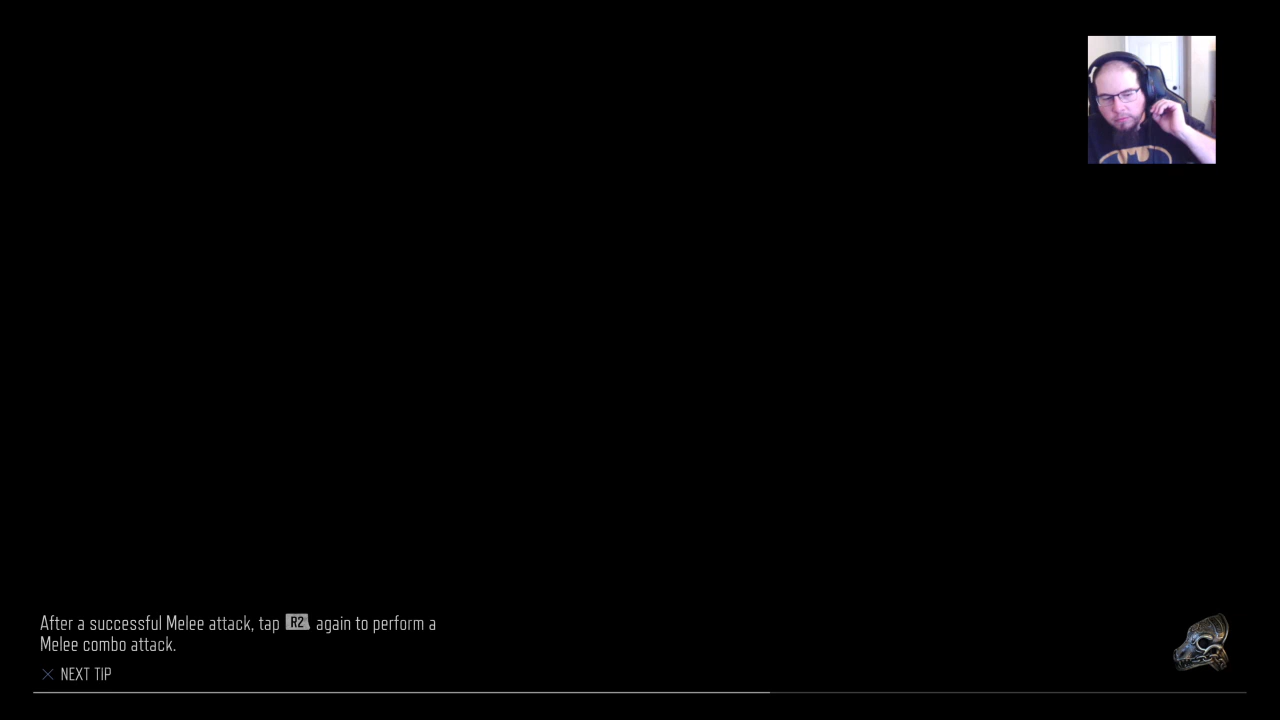 After a successful Melee attack, tap R2 again to perform a
Melee combo attack.
NEXT TIP